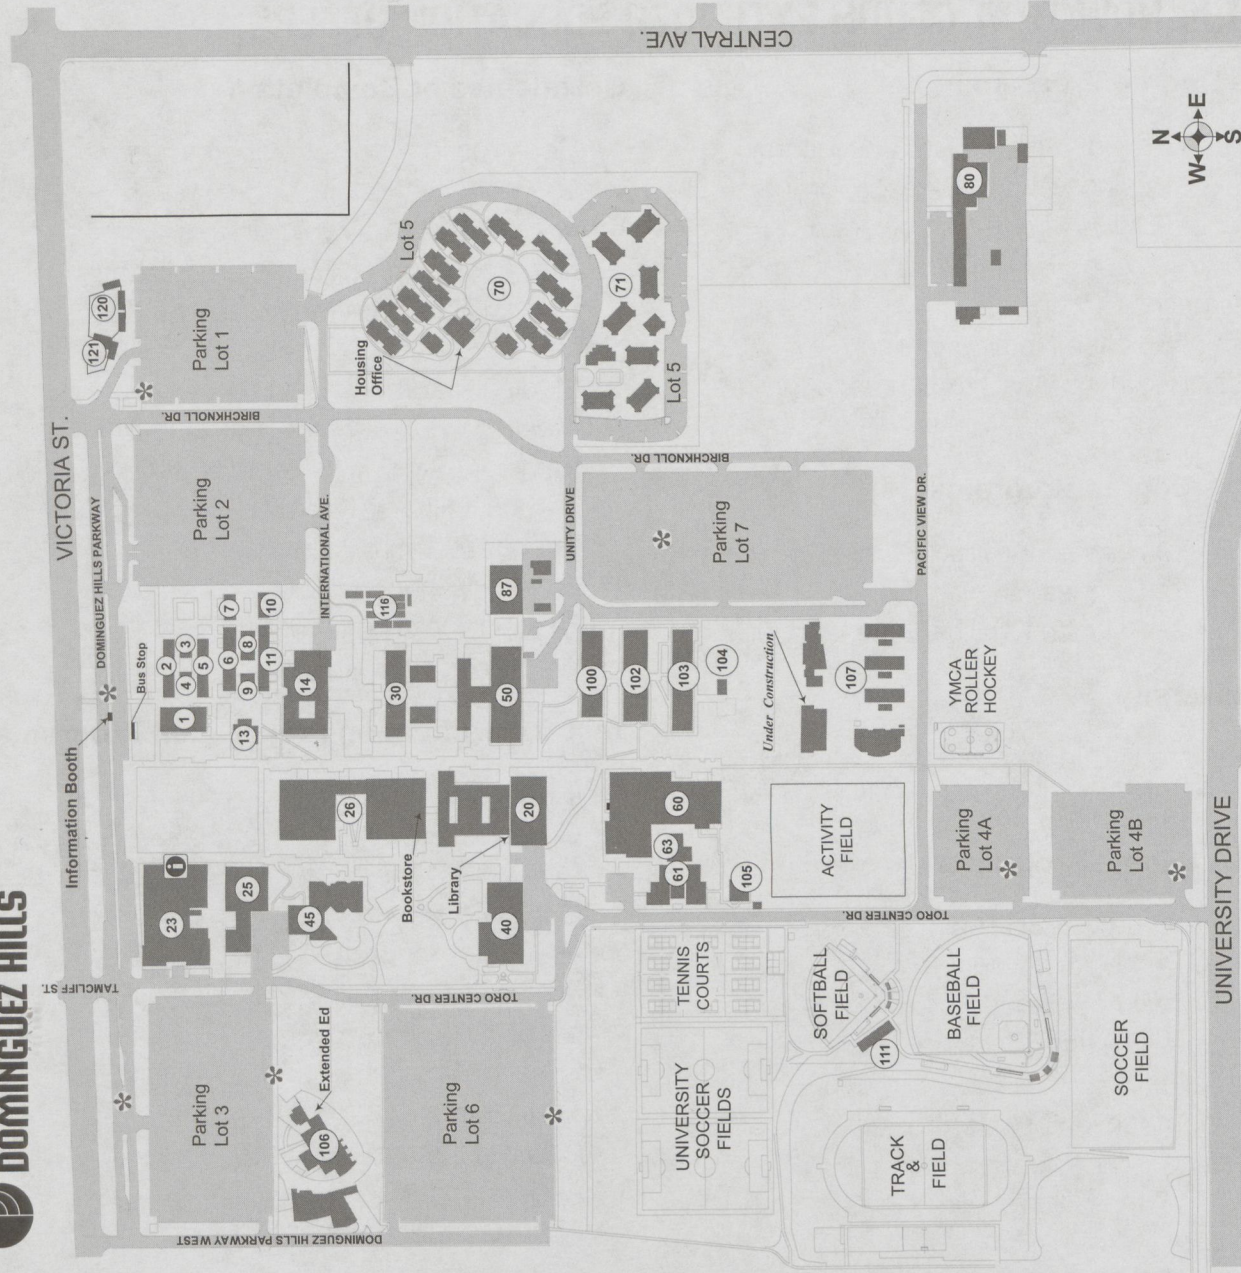 DOMINGUEZ HILLS
TAMCLIFF ST.
VICTORIA ST.
CENTRAL AVE.
DOMINGUEZ HILLS PARKWAY
Information Booth
Bus Stop
BIRCHKNOLL DR.
INTERNATIONAL AVE.
121
120
Parking
Lot 1
Parking
Lot 2
Parking
Lot 3
DOMINGUEZ HILLS PARKWAY WEST
106
Extended Ed
Parking
Lot 6
TORO CENTER DR.
23
i
25
45
40
1
2
3
4
5
6
7
8
9
10
11
13
14
26
Bookstore
Library
20
30
116
50
87
Housing
Office
Lot 5
70
71
Lot 5
UNITY DRIVE
BIRCHKNOLL DR.
Parking
Lot 7
100
102
103
104
60
63
61
105
Under Construction
107
PACIFIC VIEW DR.
80
ACTIVITY
FIELD
TORO CENTER DR.
TENNIS
COURTS
UNIVERSITY
SOCCER
FIELDS
SOFTBALL
FIELD
111
BASEBALL
FIELD
TRACK
&
FIELD
SOCCER
FIELD
YMCA
ROLLER
HOCKEY
Parking
Lot 4A
Parking
Lot 4B
UNIVERSITY DRIVE
N
W
E
S